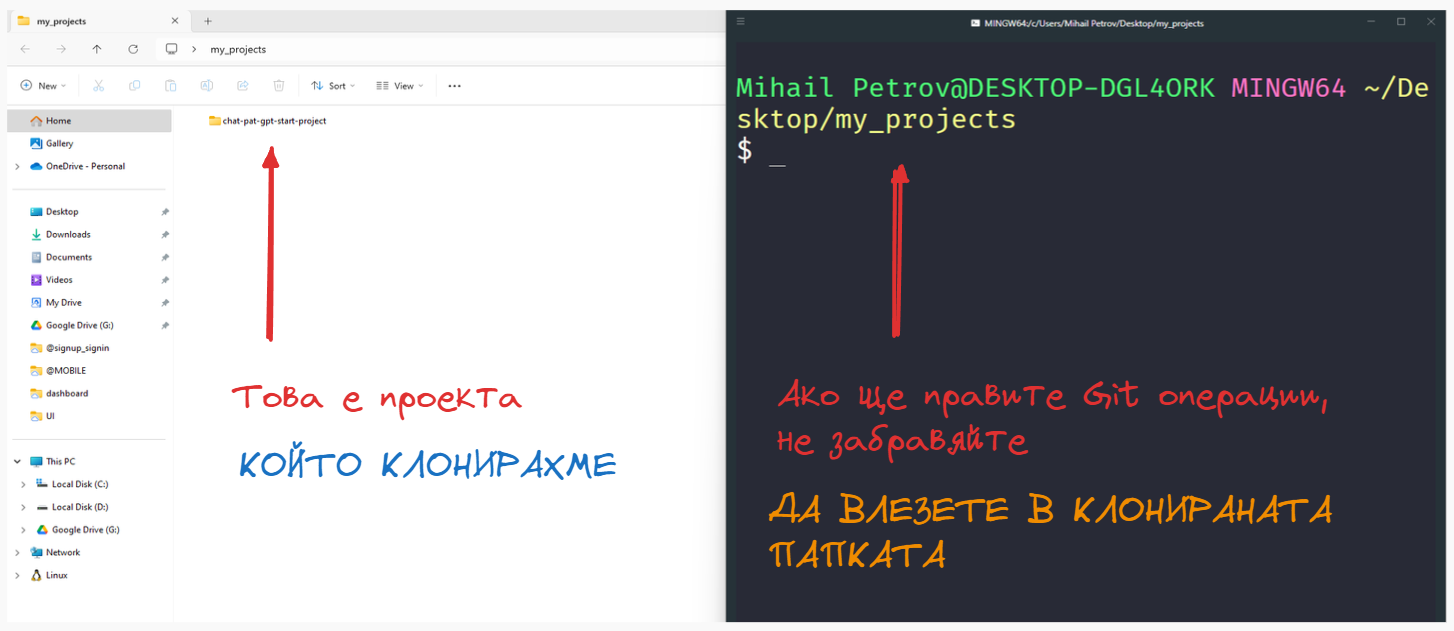 my_projects
my_projects
New
Sort
View
Home
Gallery
OneDrive - Personal
Desktop
Downloads
Documents
Videos
My Drive
Google Drive (G:)
@signup_signin
@MOBILE
dashboard
UI
This PC
Local Disk (C:)
Local Disk (D:)
Google Drive (G:)
Network
Linux
chat-pat-gpt-start-project
Това е проекта
КОЙТО КЛОНИРАХМЕ
MINGW64:/c/Users/Mihail Petrov/Desktop/my_projects
Mihail Petrov@DESKTOP-DGL4ORK MINGW64 ~/De
sktop/my_projects
$ _
Ако ще правите Git операции,
не забравяйте
ДА ВЛЕЗЕТЕ В КЛОНИРАНАТА
ПАПКАТА